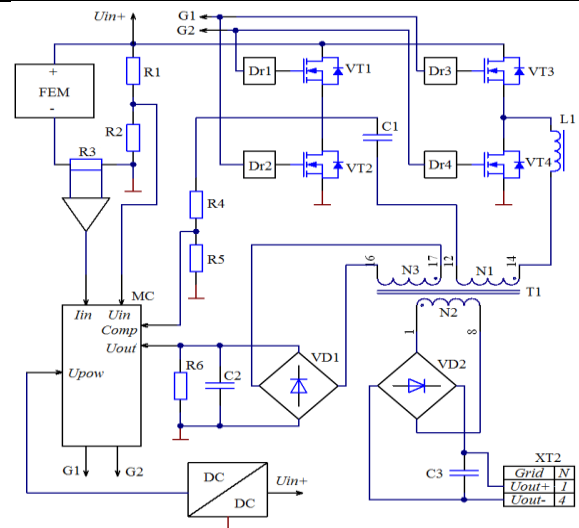 Uin+
G1
G2
+
FEM
-
R1
R2
R3
Dr1
VT1
Dr3
VT3
C1
L1
Dr2
VT2
Dr4
VT4
R4
R5
16
17
12
14
N3
N1
T1
N2
1
8
MC
Iin
Uin
Comp
Uout
Upow
R6
C2
VD1
VD2
G1
G2
DC
DC
Uin+
C3
XT2
Grid N
Uout+ 1
Uout- 4